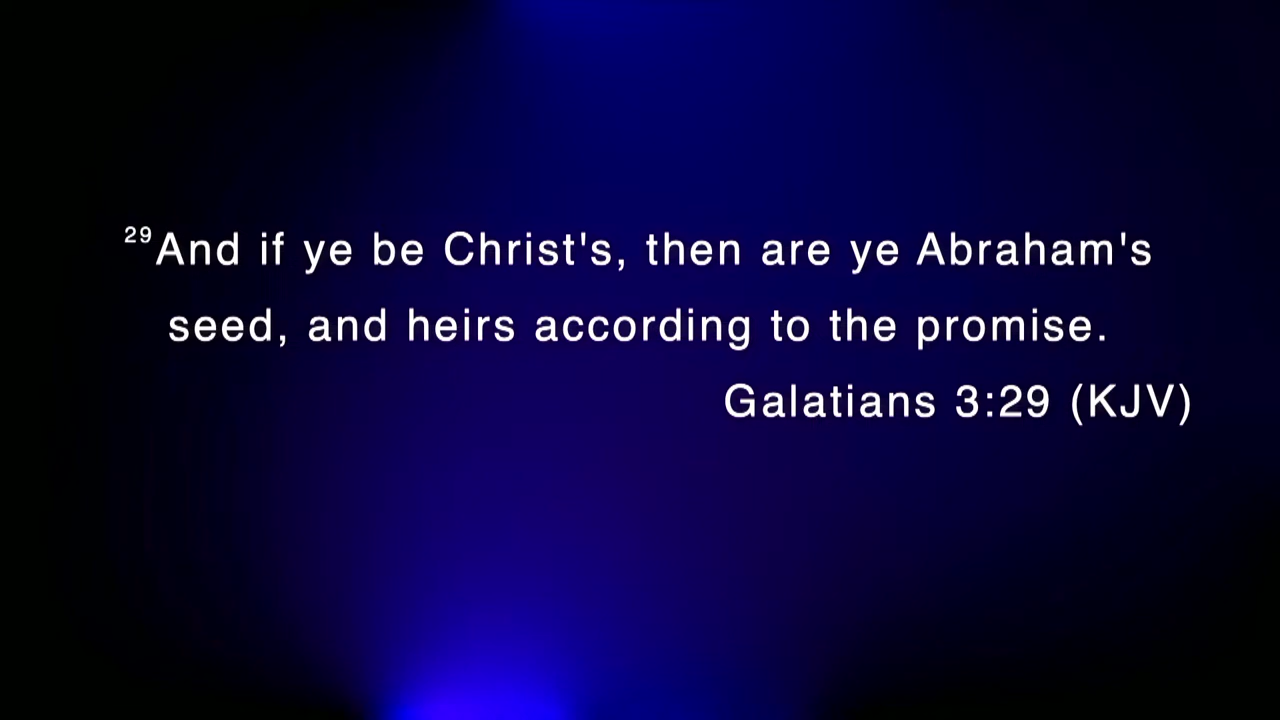 29And if ye be Christ's, then are ye Abraham's
seed, and heirs according to the promise.
Galatians 3:29 (KJV)